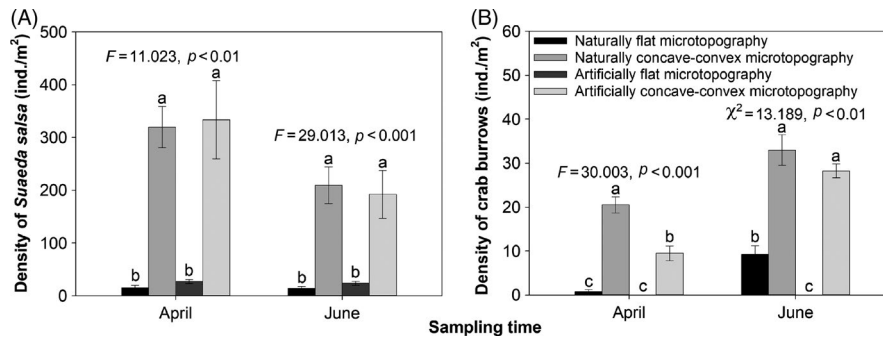 (A)
Density of Suaeda salsa (ind./m²)
500
400
300
200
100
0
F = 11.023, p < 0.01
F = 29.013, p < 0.001
b
a
b
a
b
a
b
a
April
June
(B)
Density of crab burrows (ind./m²)
60
50
40
30
20
10
0
Naturally flat microtopography
Naturally concave-convex microtopography
Artificially flat microtopography
Artificially concave-convex microtopography
χ² = 13.189, p < 0.01
F = 30.003, p < 0.001
c
a
c
b
b
a
c
a
April
June
Sampling time